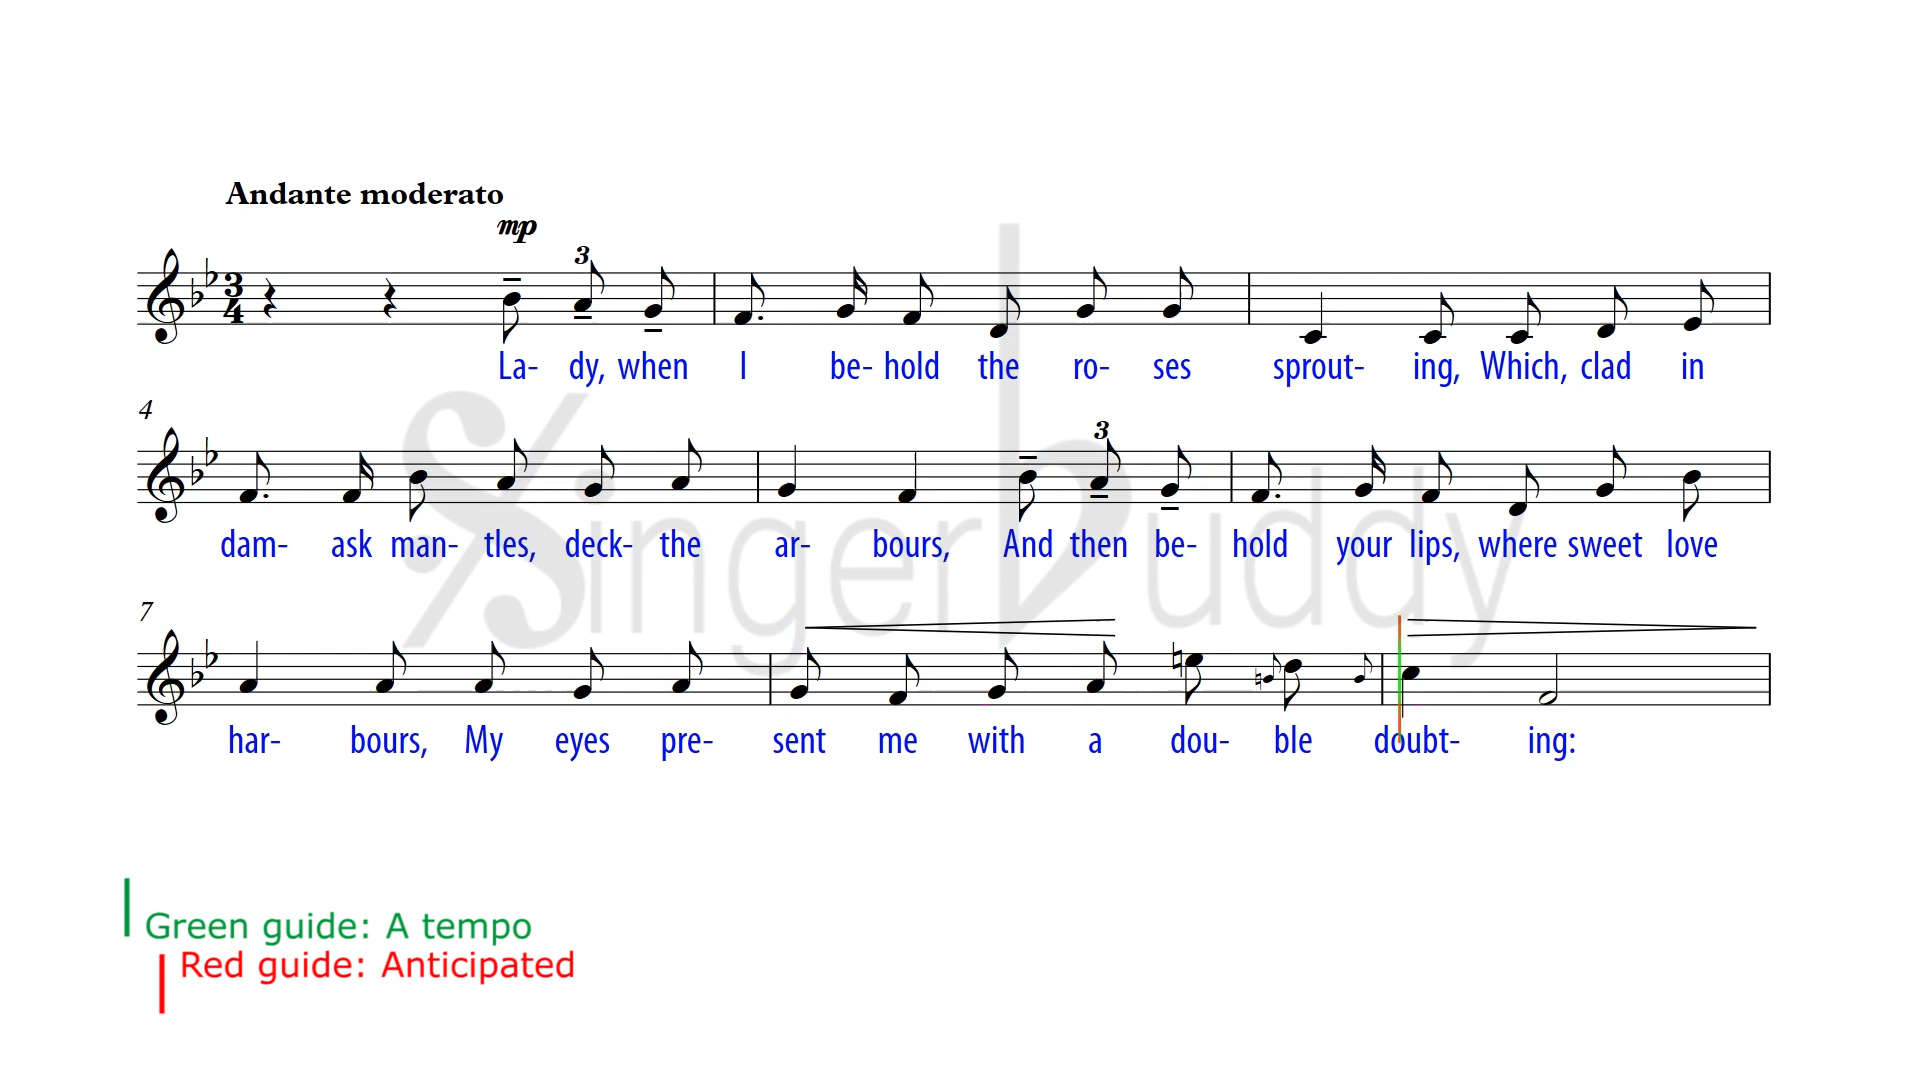 Andante moderato
mp
3
3
4
La- dy, when I be- hold the ro- ses sprout- ing, Which, clad in
4
3
dam- ask man- tles, deck- the ar- bours, And then be- hold your lips, where sweet love
7
har- bours, My eyes pre- sent me with a dou- ble doubt- ing:
Singerbuddy
Green guide: A tempo
Red guide: Anticipated